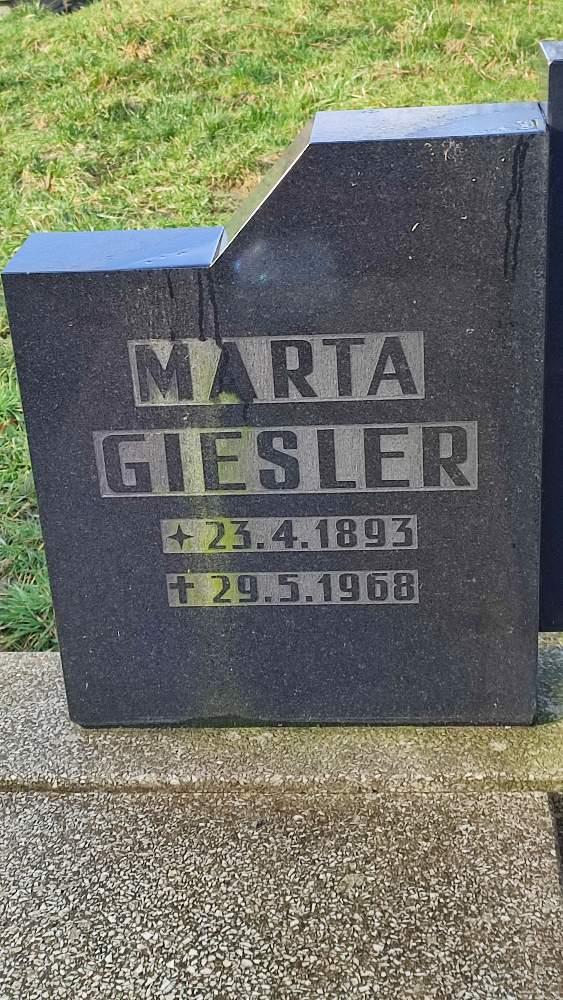 MARTA
GIESLER
✦ 23.4.1893
✝ 29.5.1968